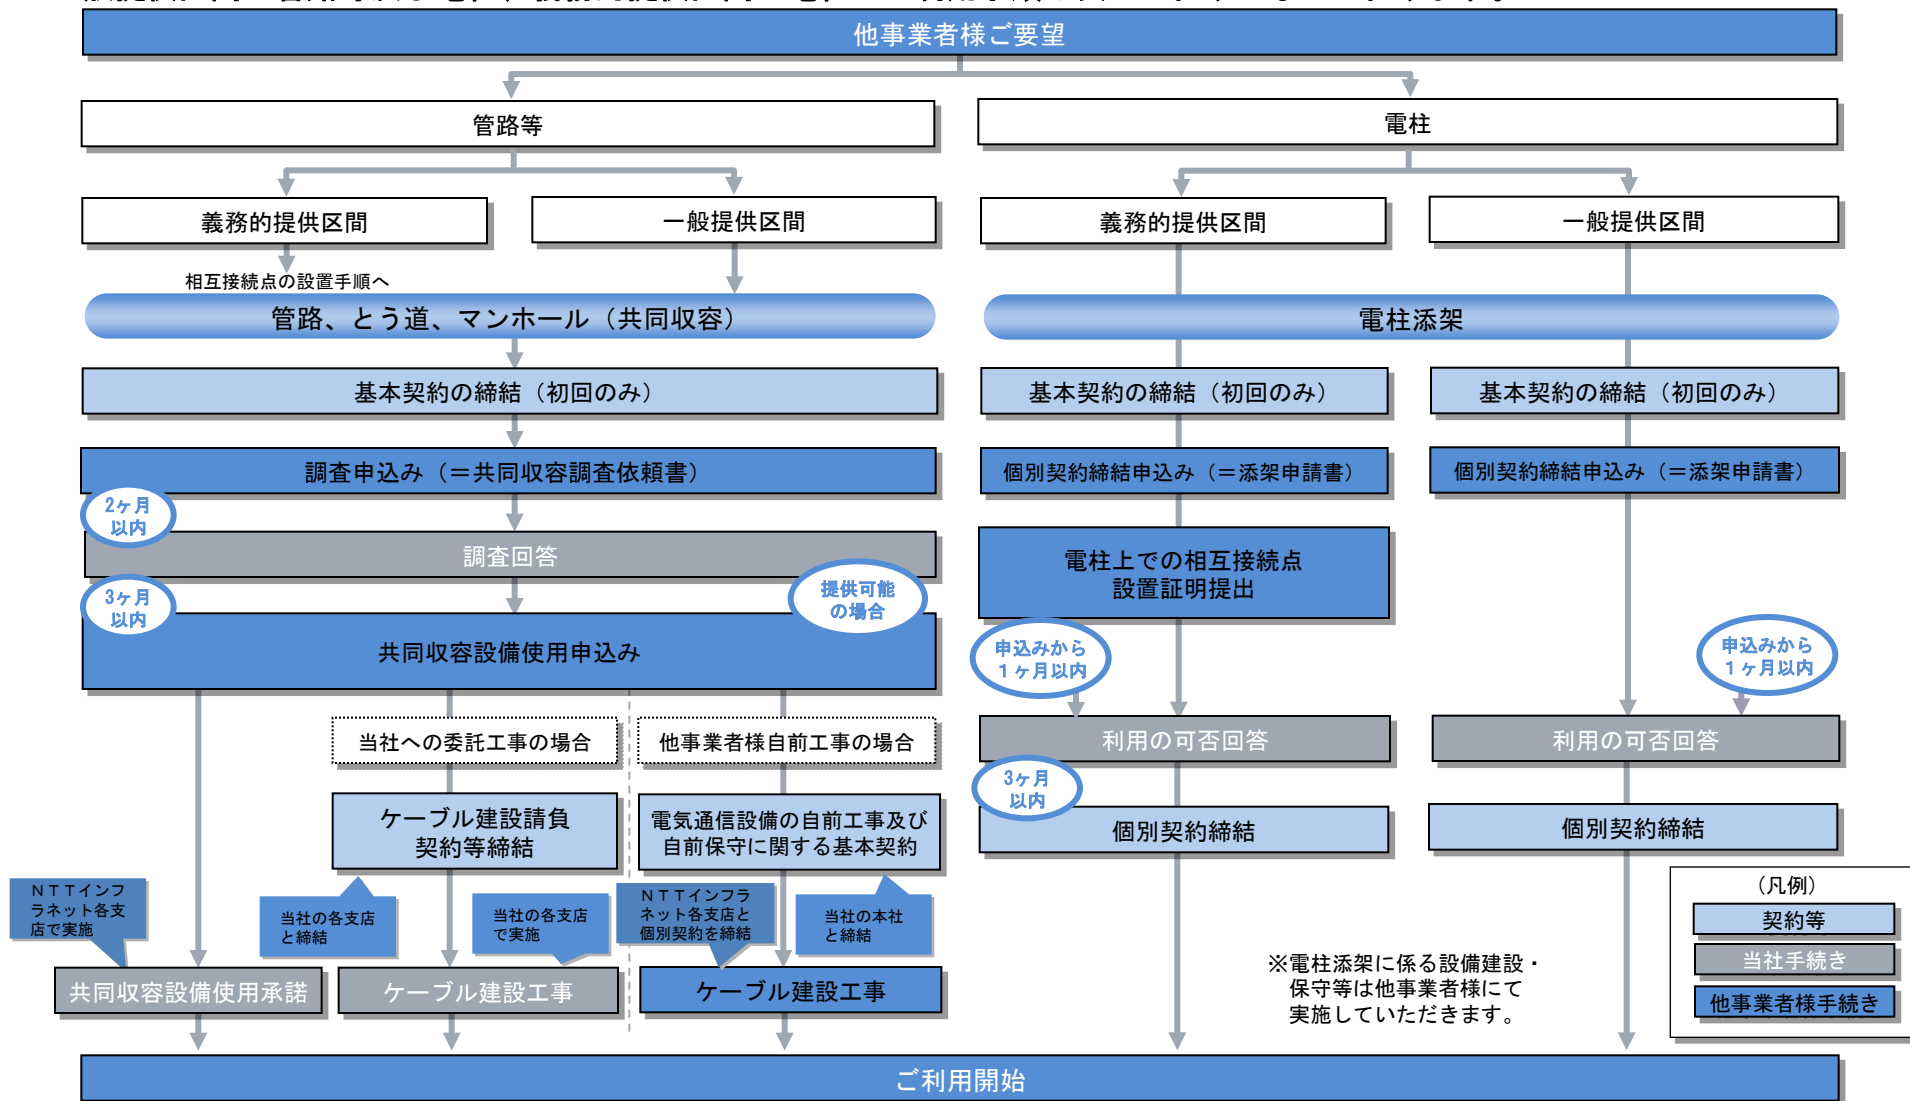 他事業者様ご要望
管路等
電柱
義務的提供区間
一般提供区間
義務的提供区間
一般提供区間
相互接続点の設置手順へ
管路、とう道、マンホール（共同収容）
電柱添架
基本契約の締結（初回のみ）
基本契約の締結（初回のみ）
基本契約の締結（初回のみ）
調査申込み（＝共同収容調査依頼書）
個別契約締結申込み（＝添架申請書）
個別契約締結申込み（＝添架申請書）
2ヶ月
以内
調査回答
電柱上での相互接続点
設置証明提出
3ヶ月
以内
提供可能
の場合
共同収容設備使用申込み
申込みから
１ヶ月以内
申込みから
１ヶ月以内
当社への委託工事の場合
他事業者様自前工事の場合
利用の可否回答
利用の可否回答
3ヶ月
以内
ケーブル建設請負
契約等締結
電気通信設備の自前工事及び
自前保守に関する基本契約
個別契約締結
個別契約締結
ＮＴＴインフ
ラネット各支
店で実施
当社の各支店
と締結
当社の各支店
で実施
ＮＴＴインフラ
ネット各支店と
個別契約を締結
当社の本社
と締結
（凡例）
契約等
当社手続き
他事業者様手続き
共同収容設備使用承諾
ケーブル建設工事
ケーブル建設工事
※電柱添架に係る設備建設・
保守等は他事業者様にて
実施していただきます。
ご利用開始